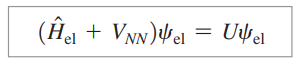 (Ĥ_el + V_NN)ψ_el = Uψ_el